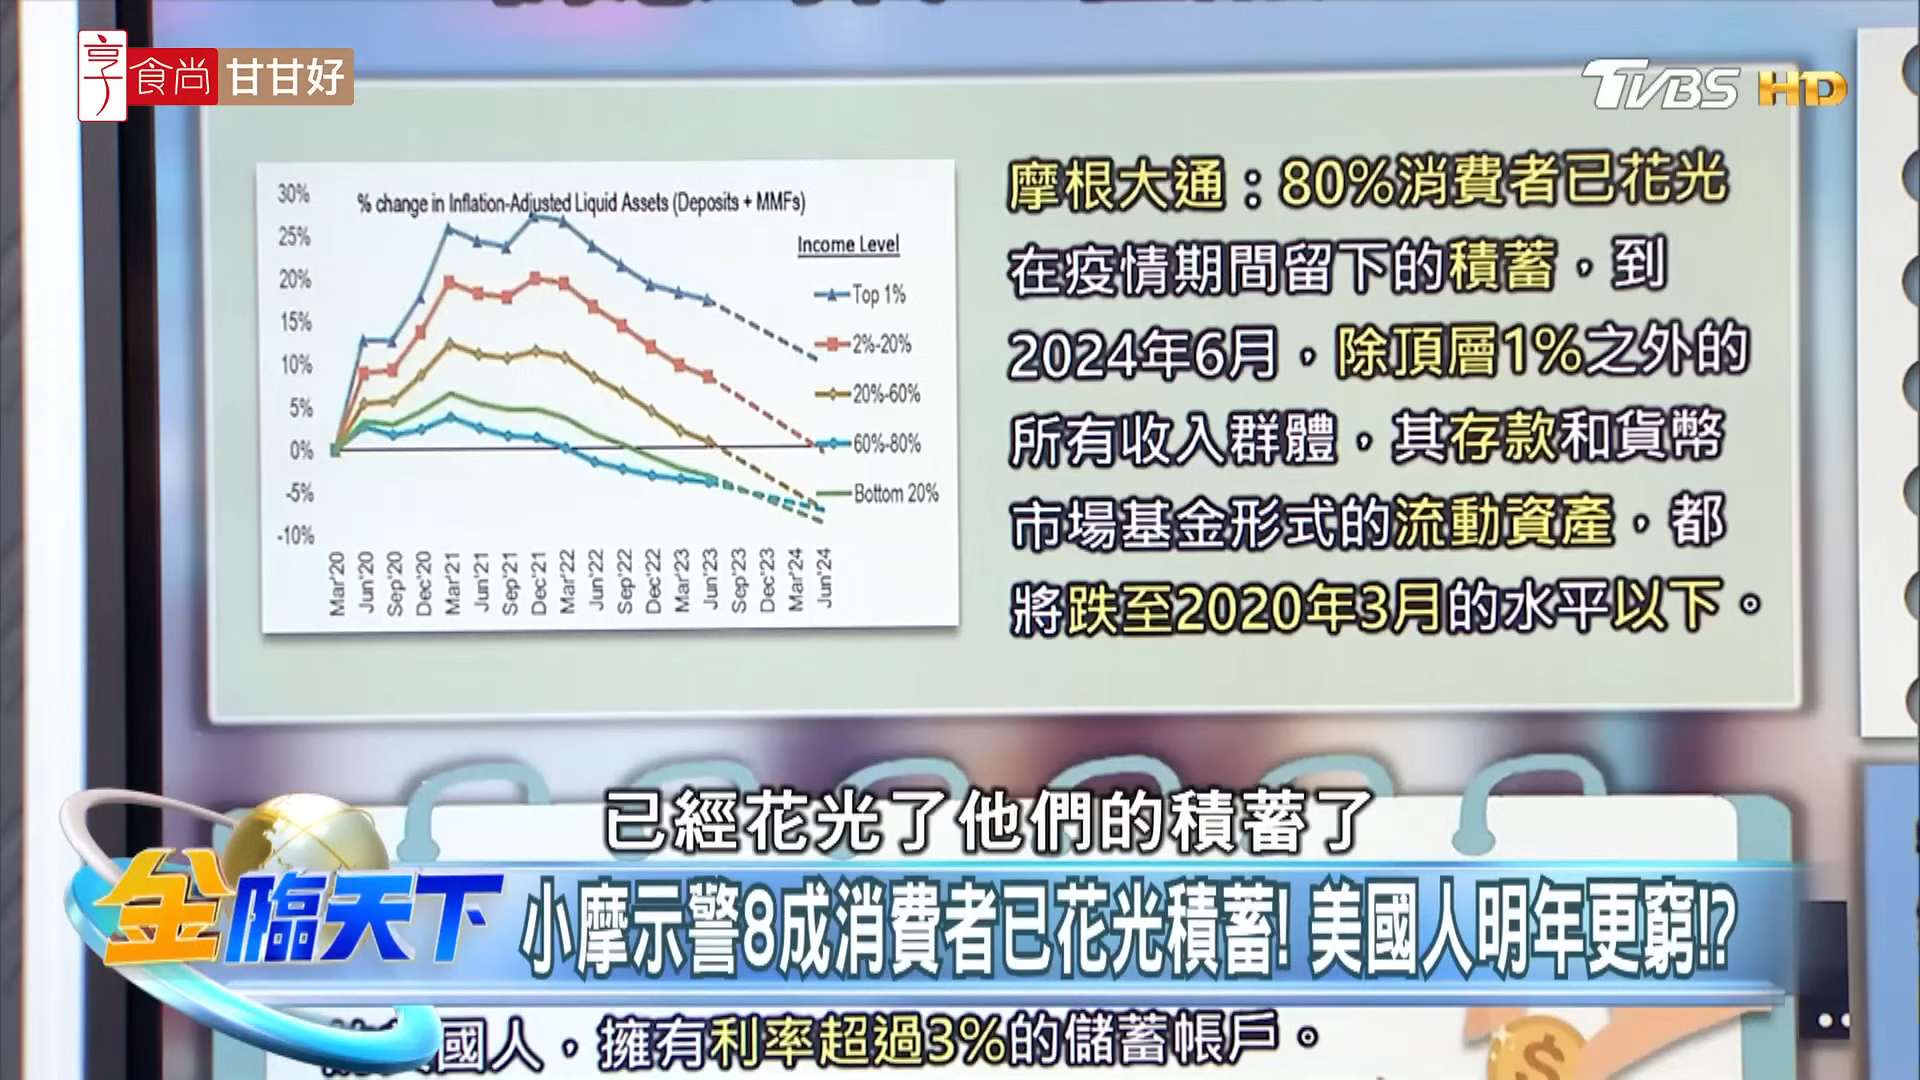 享 食尚 甘甘好
TVBS HD
% change in Inflation-Adjusted Liquid Assets (Deposits + MMFs)
30%
25%
20%
15%
10%
5%
0%
-5%
-10%
Income Level
Top 1%
2%-20%
20%-60%
60%-80%
Bottom 20%
Mar'20 Jun'20 Sep'20 Dec'20 Mar'21 Jun'21 Sep'21 Dec'21 Mar'22 Jun'22 Sep'22 Dec'22 Mar'23 Jun'23 Sep'23 Dec'23 Mar'24 Jun'24
摩根大通：80%消費者已花光
在疫情期間留下的積蓄，到
2024年6月，除頂層1%之外的
所有收入群體，其存款和貨幣
市場基金形式的流動資產，都
將跌至2020年3月的水平以下。
已經花光了他們的積蓄了
金臨天下
小摩示警8成消費者已花光積蓄! 美國人明年更窮!?
國人，擁有利率超過3%的儲蓄帳戶。